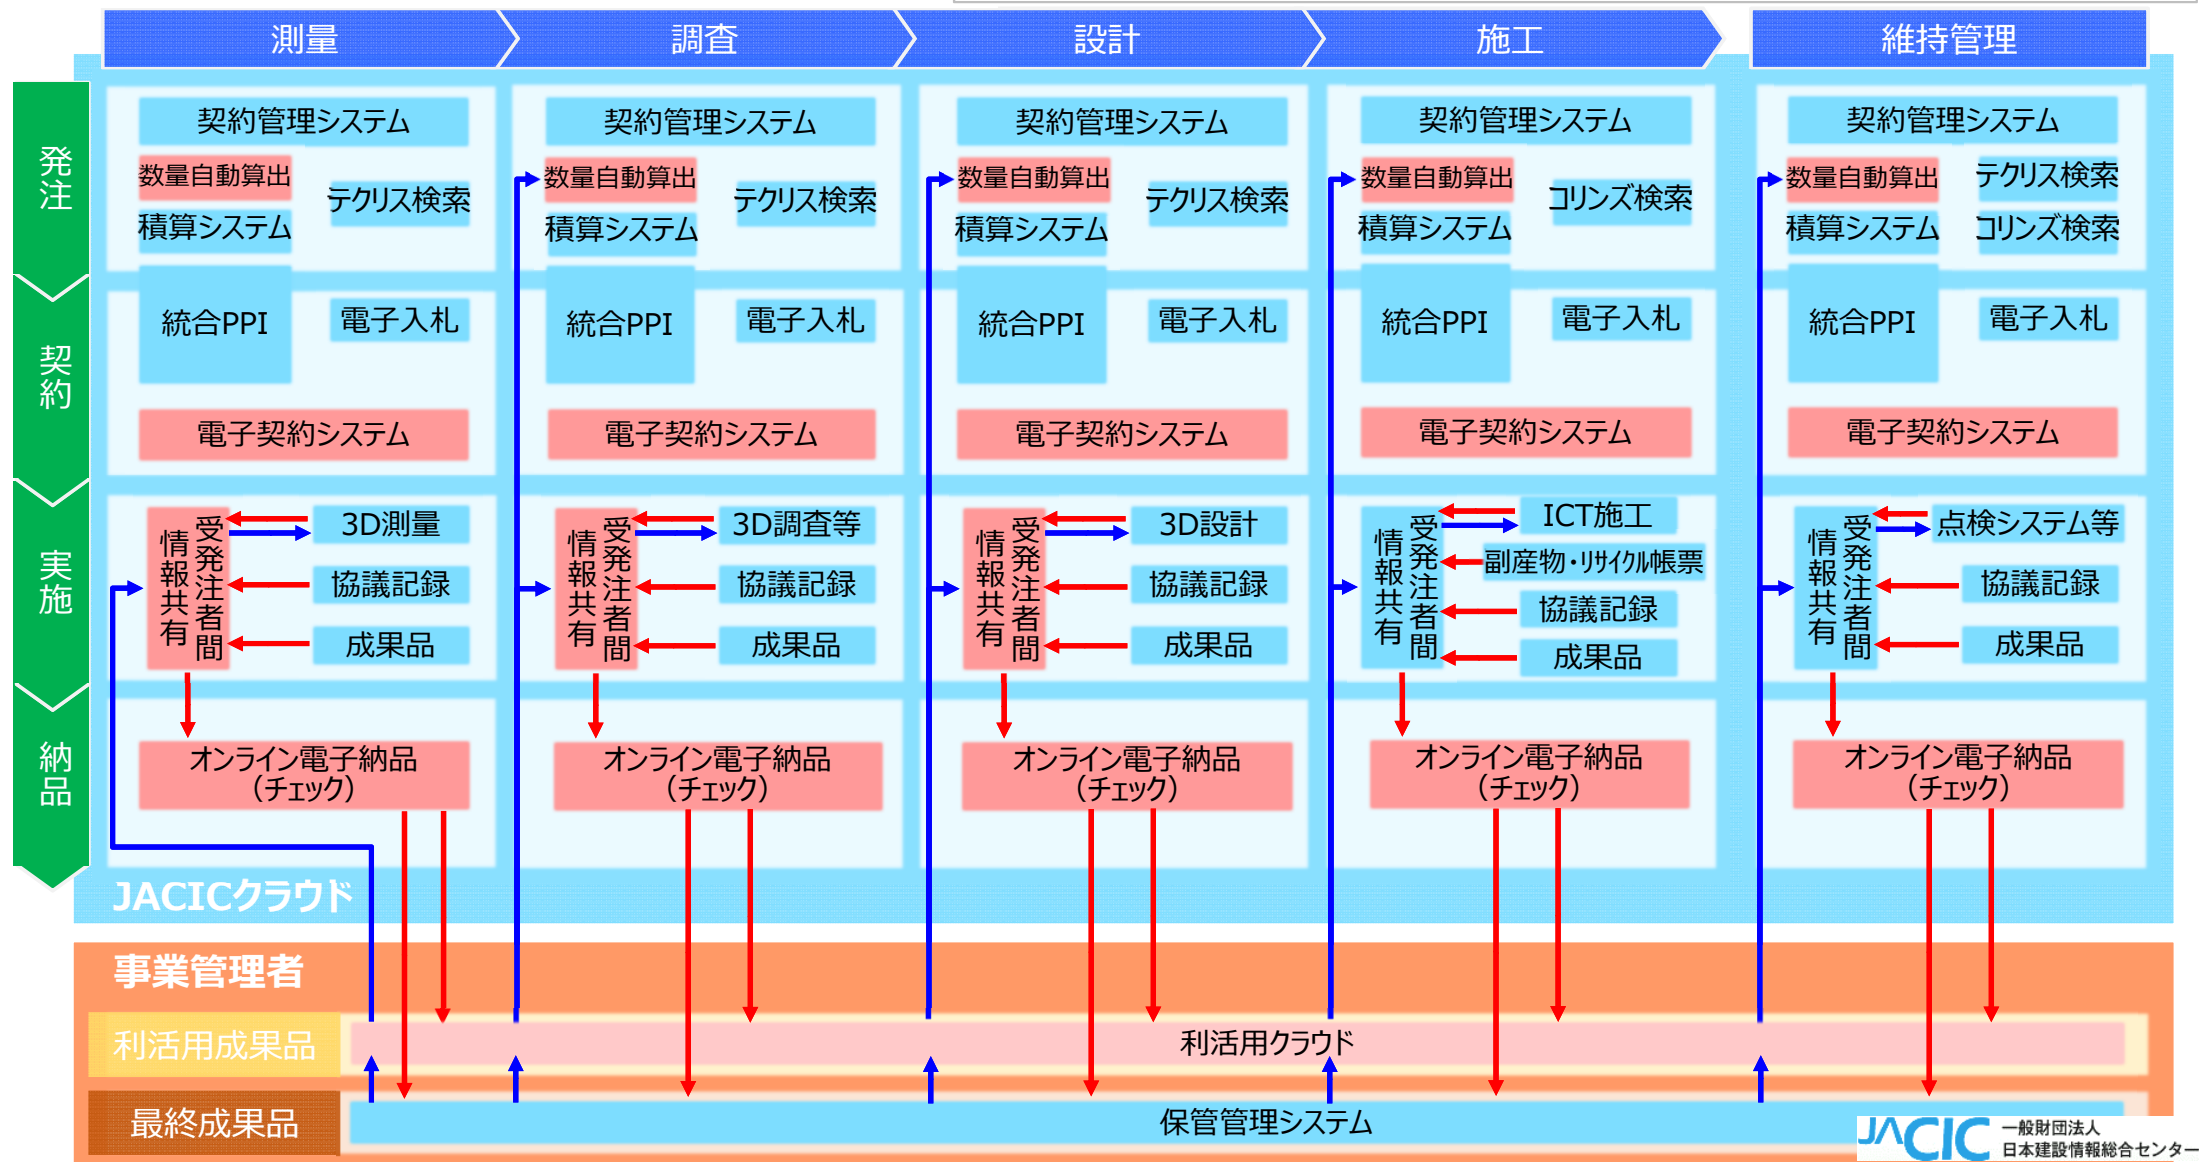 測量
調査
設計
施工
維持管理
発注
契約
実施
納品
契約管理システム
数量自動算出
テクリス検索
積算システム
統合PPI
電子入札
電子契約システム
受発注者間
情報共有
3D測量
協議記録
成果品
オンライン電子納品
(チェック)
契約管理システム
数量自動算出
テクリス検索
積算システム
統合PPI
電子入札
電子契約システム
受発注者間
情報共有
3D調査等
協議記録
成果品
オンライン電子納品
(チェック)
契約管理システム
数量自動算出
テクリス検索
積算システム
統合PPI
電子入札
電子契約システム
受発注者間
情報共有
3D設計
協議記録
成果品
オンライン電子納品
(チェック)
契約管理システム
数量自動算出
コリンズ検索
積算システム
統合PPI
電子入札
電子契約システム
受発注者間
情報共有
ICT施工
副産物・リサイクル帳票
協議記録
成果品
オンライン電子納品
(チェック)
契約管理システム
数量自動算出
テクリス検索
積算システム
コリンズ検索
統合PPI
電子入札
電子契約システム
受発注者間
情報共有
点検システム等
協議記録
成果品
オンライン電子納品
(チェック)
JACICクラウド
事業管理者
利活用成果品
利活用クラウド
最終成果品
保管管理システム
JACIC
一般財団法人
日本建設情報総合センター